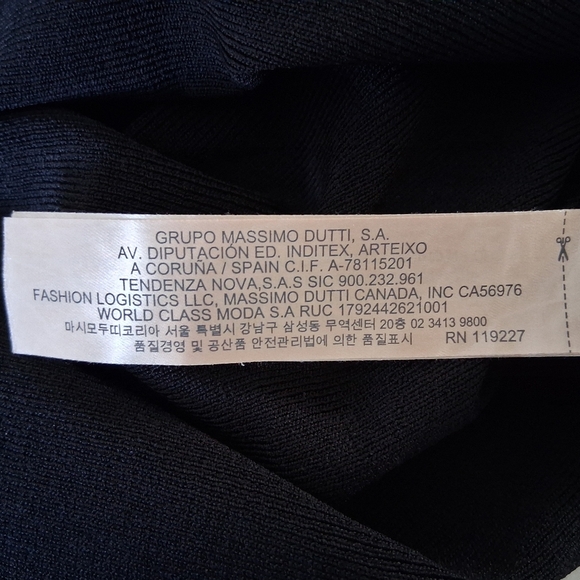 GRUPO MASSIMO DUTTI, S.A.
AV. DIPUTACIÓN ED. INDITEX, ARTEIXO
A CORUÑA / SPAIN C.I.F. A-78115201
TENDENZA NOVA,S.A.S SIC 900.232.961
FASHION LOGISTICS LLC, MASSIMO DUTTI CANADA, INC CA56976
WORLD CLASS MODA S.A RUC 1792442621001
마시모두띠코리아 서울 특별시 강남구 삼성동 무역센터 20층 02 3413 9800
품질경영 및 공산품 안전관리법에 의한 품질표시 RN 119227